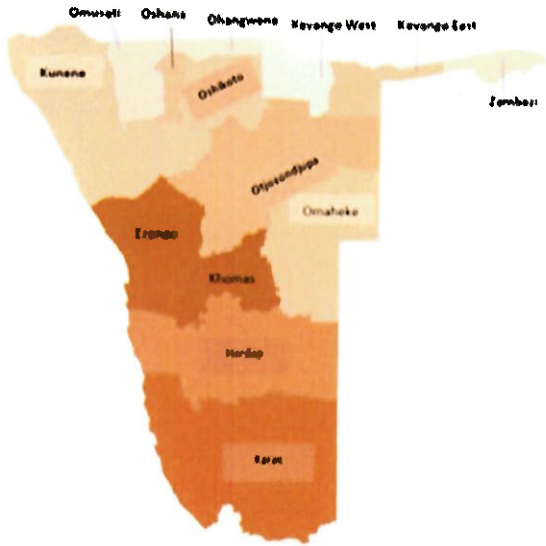 Omusati Oshana Ohangwena Kavango West Kavango East
Kunene
Oshikoto
Zambezi
Otjozondjupa
Omaheke
Erongo
Khomas
Hardap
Karas